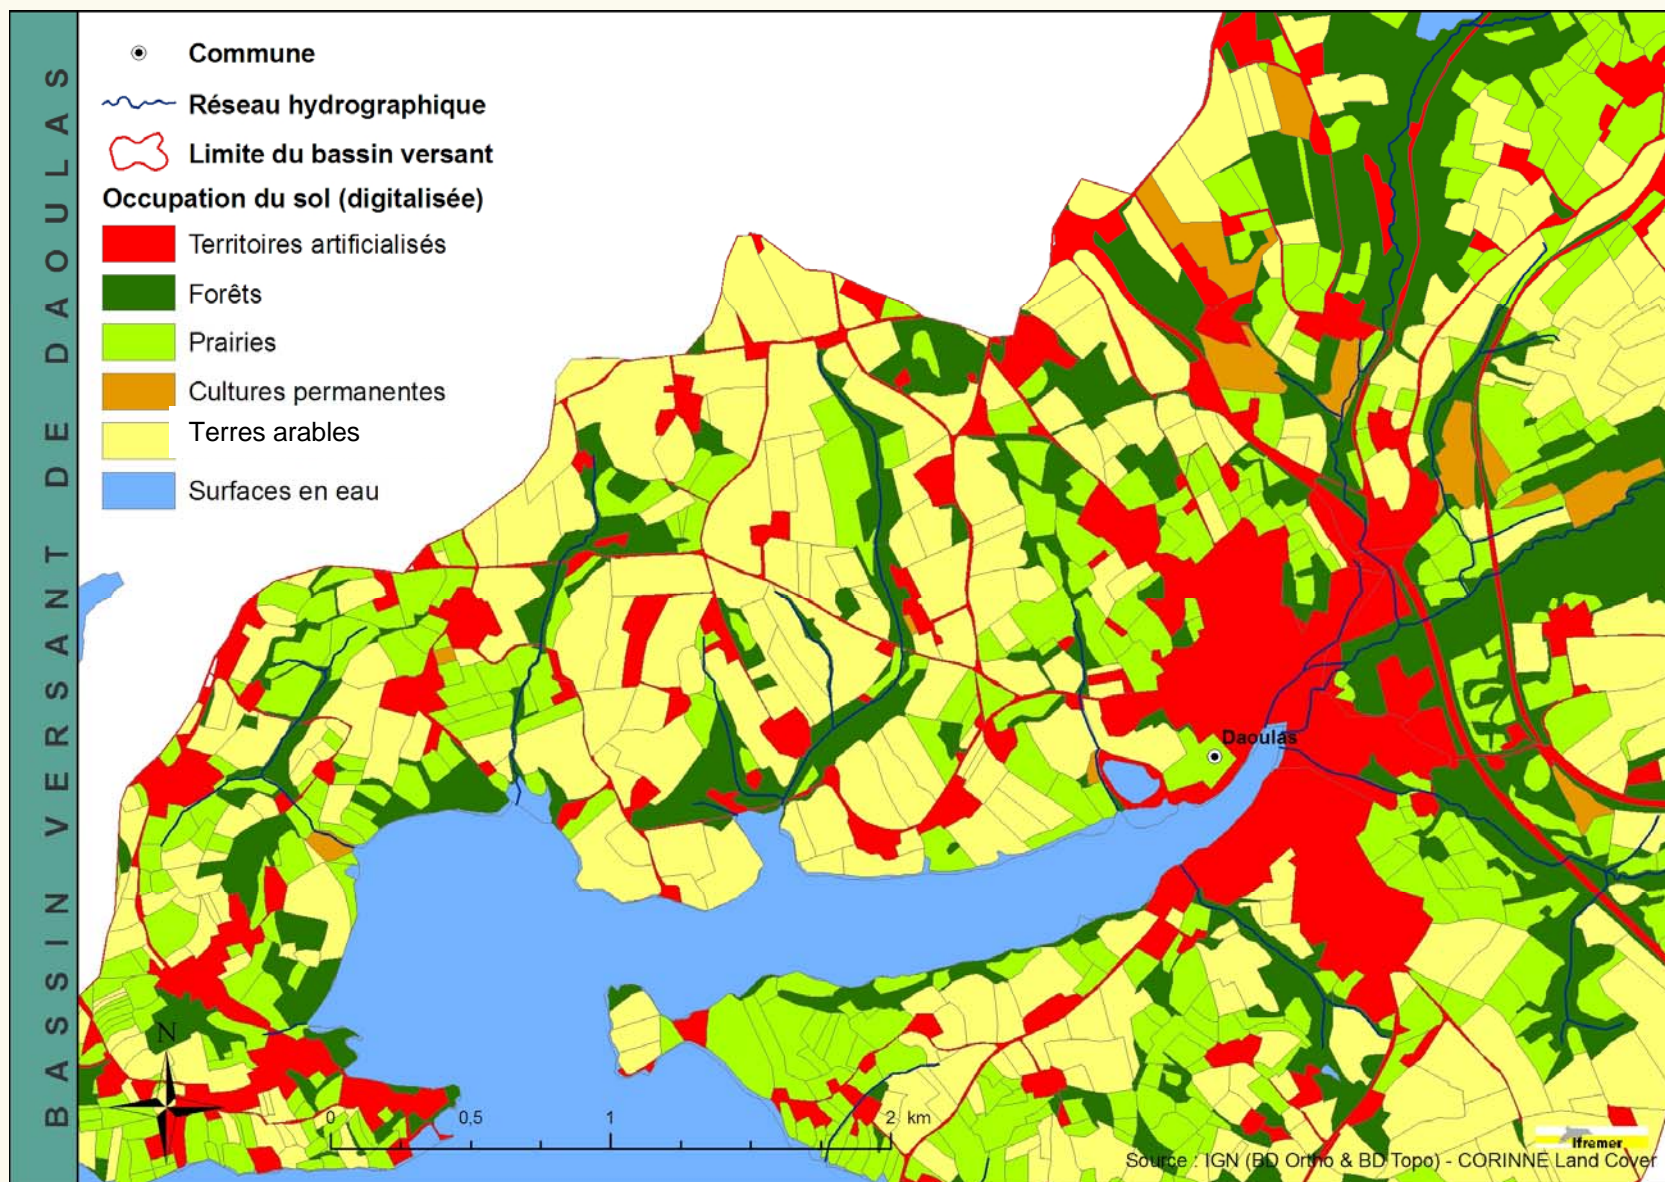 BASSIN VERSANT DE DAOULAS
Commune
Réseau hydrographique
Limite du bassin versant
Occupation du sol (digitalisée)
Territoires artificialisés
Forêts
Prairies
Cultures permanentes
Terres arables
Surfaces en eau
Daoulas
N
0 0,5 1 2 km
Ifremer
Source : IGN (BD Ortho & BD Topo) - CORINNE Land Cover